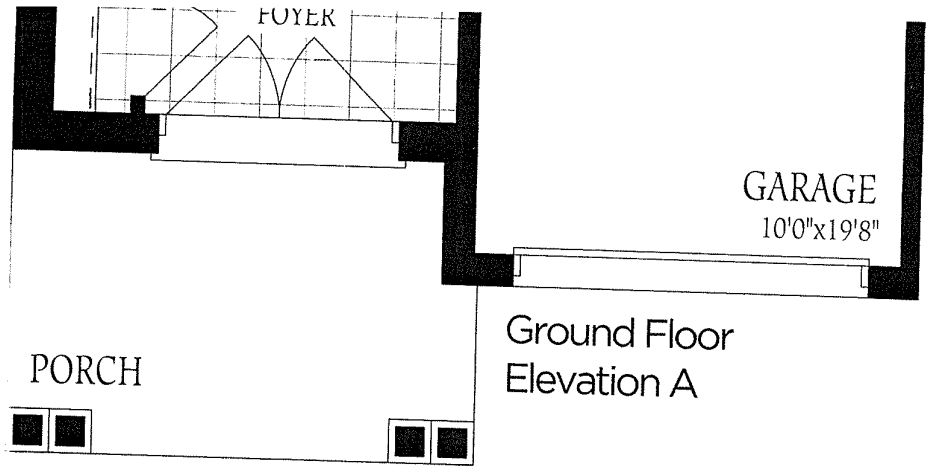 FOYER
GARAGE
10'0"x19'8"
Ground Floor
Elevation A
PORCH